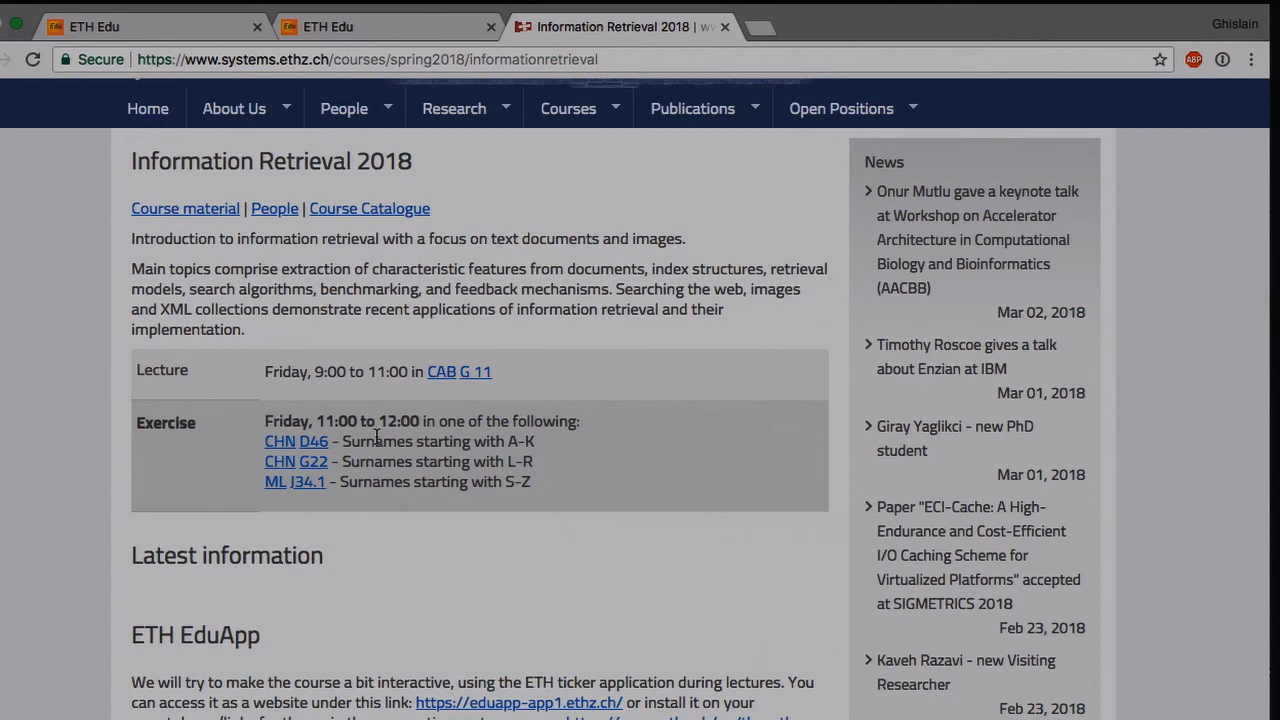 ETH Edu
ETH Edu
Information Retrieval 2018 |
Ghislain
Secure
https://www.systems.ethz.ch/courses/spring2018/informationretrieval
ABP
Home
About Us
People
Research
Courses
Publications
Open Positions
Information Retrieval 2018
Course material | People | Course Catalogue
Introduction to information retrieval with a focus on text documents and images.
Main topics comprise extraction of characteristic features from documents, index structures, retrieval
models, search algorithms, benchmarking, and feedback mechanisms. Searching the web, images
and XML collections demonstrate recent applications of information retrieval and their
implementation.
Lecture
Friday, 9:00 to 11:00 in CAB G 11
Exercise
Friday, 11:00 to 12:00 in one of the following:
CHN D46 - Surnames starting with A-K
CHN G22 - Surnames starting with L-R
ML J34.1 - Surnames starting with S-Z
Latest information
ETH EduApp
We will try to make the course a bit interactive, using the ETH ticker application during lectures. You
can access it as a website under this link: https://eduapp-app1.ethz.ch/ or install it on your
News
Onur Mutlu gave a keynote talk
at Workshop on Accelerator
Architecture in Computational
Biology and Bioinformatics
(AACBB)
Mar 02, 2018
Timothy Roscoe gives a talk
about Enzian at IBM
Mar 01, 2018
Giray Yaglikci - new PhD
student
Mar 01, 2018
Paper "ECI-Cache: A High-
Endurance and Cost-Efficient
I/O Caching Scheme for
Virtualized Platforms" accepted
at SIGMETRICS 2018
Feb 23, 2018
Kaveh Razavi - new Visiting
Researcher
Feb 23, 2018